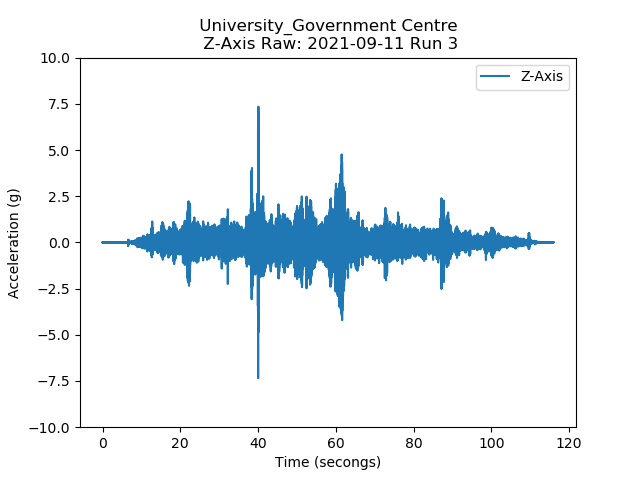 University_Government Centre
Z-Axis Raw: 2021-09-11 Run 3
Z-Axis
10.0
7.5
5.0
2.5
0.0
−2.5
−5.0
−7.5
−10.0
Acceleration (g)
0 20 40 60 80 100 120
Time (secongs)